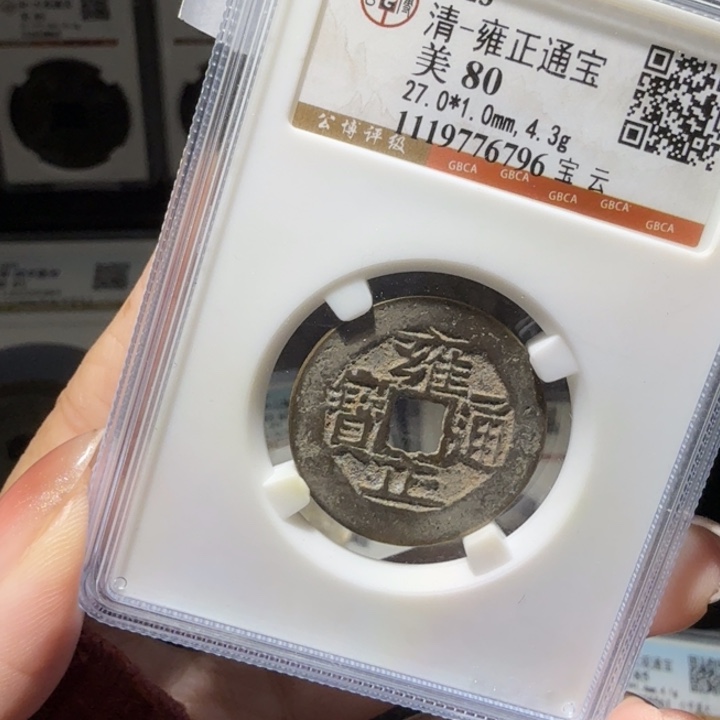 清-雍正通宝
美 80
27.0*1.0mm, 4.3g
1119776796 宝云
公博评级
GBCA GBCA GBCA GBCA GBCA
雍正通寶